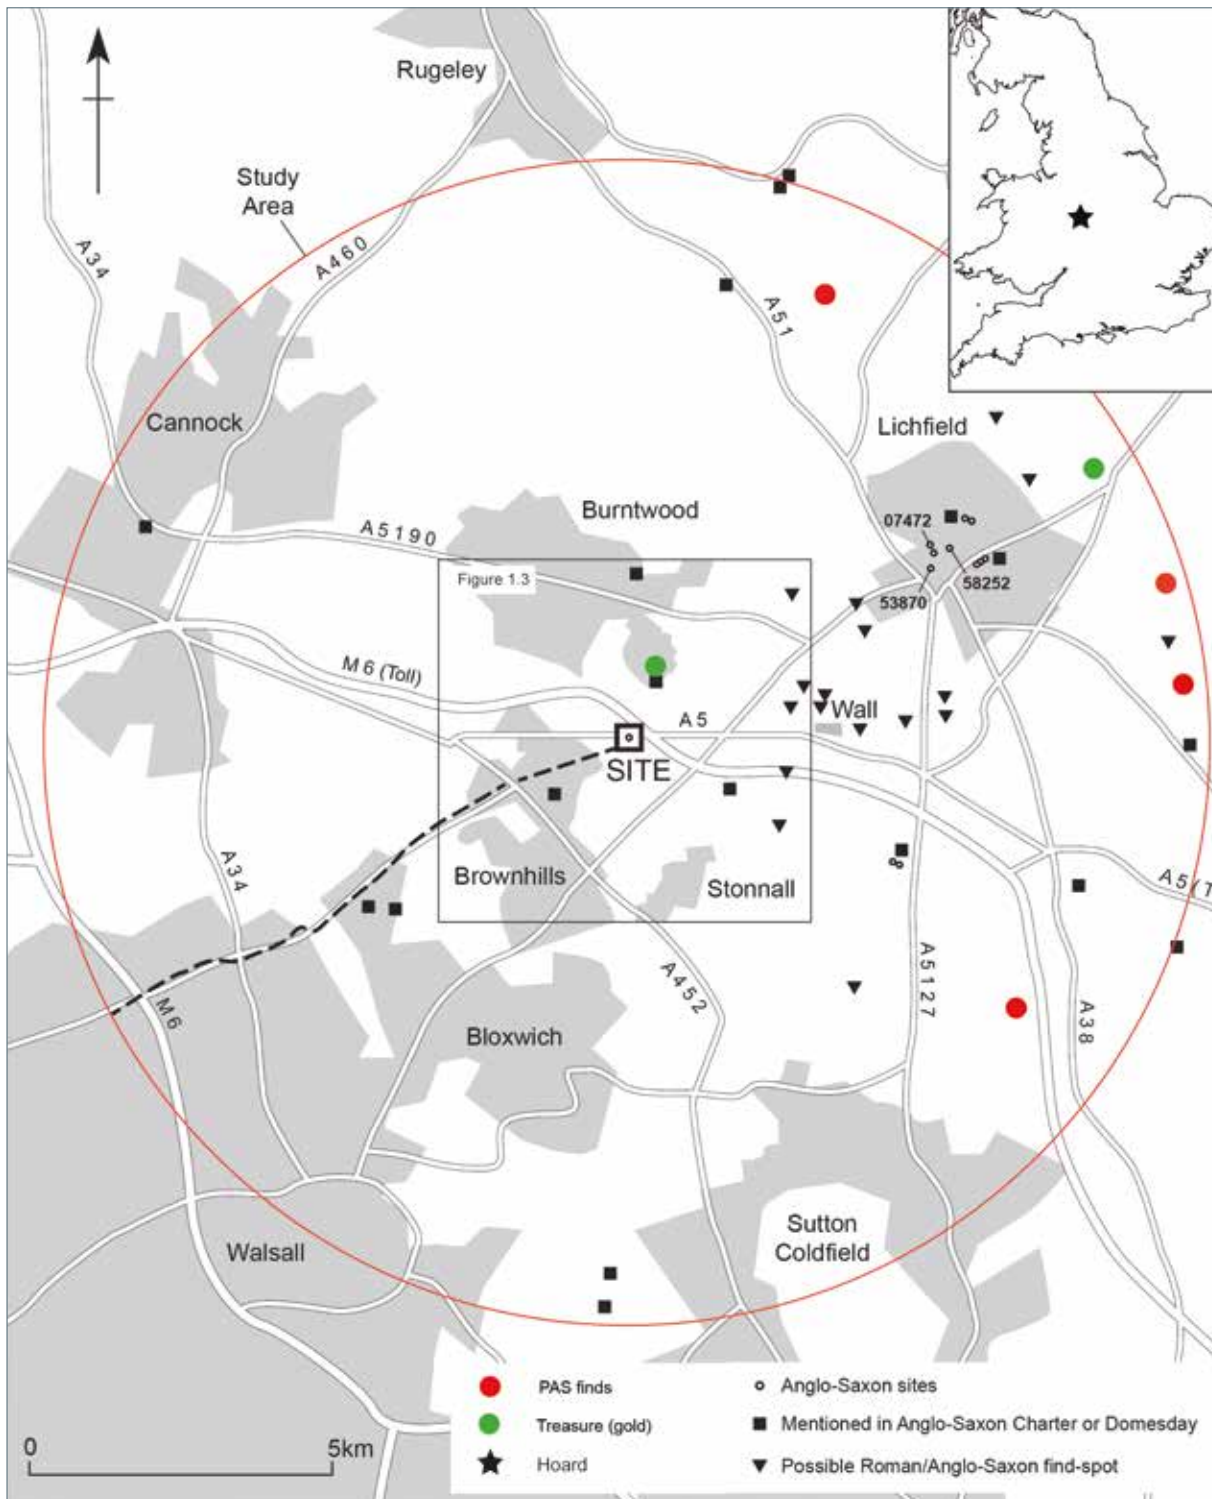 Rugeley
Study
Area
A34
A460
A51
Cannock
Lichfield
Burntwood
A5190
07472
58252
53870
Figure 1.3
M6 (Toll)
A5
Wall
SITE
Brownhills
Stonnall
A34
A5 (T
M6
A452
A5127
A38
Bloxwich
Walsall
Sutton
Coldfield
PAS finds
Treasure (gold)
Hoard
Anglo-Saxon sites
Mentioned in Anglo-Saxon Charter or Domesday
Possible Roman/Anglo-Saxon find-spot
0
5km